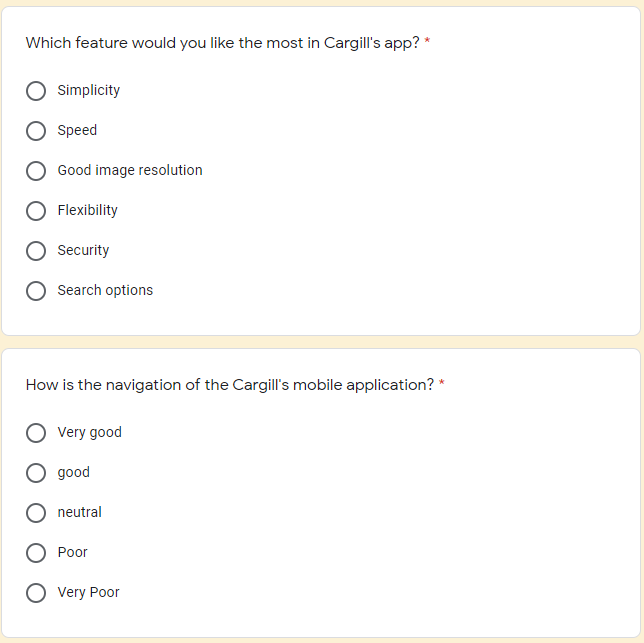 Which feature would you like the most in Cargill's app? *
Simplicity
Speed
Good image resolution
Flexibility
Security
Search options
How is the navigation of the Cargill's mobile application? *
Very good
good
neutral
Poor
Very Poor